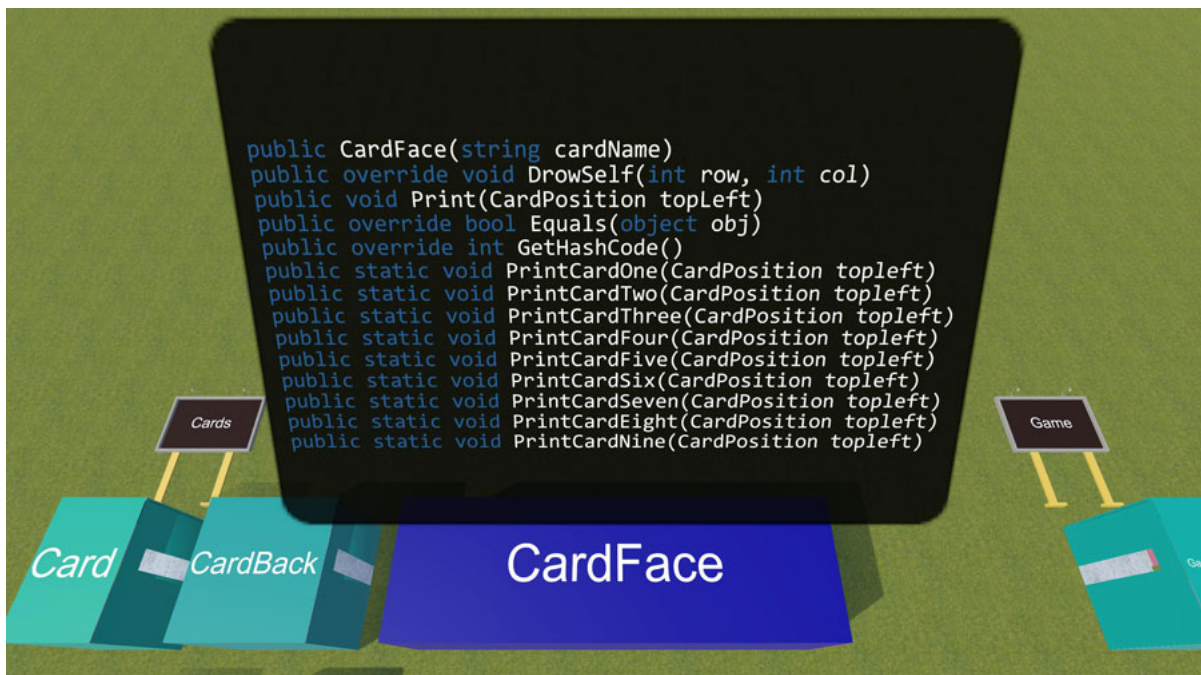 public CardFace(string cardName)
public override void DrowSelf(int row, int col)
public void Print(CardPosition topLeft)
public override bool Equals(object obj)
public override int GetHashCode()
public static void PrintCardOne(CardPosition topleft)
public static void PrintCardTwo(CardPosition topleft)
public static void PrintCardThree(CardPosition topleft)
public static void PrintCardFour(CardPosition topleft)
public static void PrintCardFive(CardPosition topleft)
public static void PrintCardSix(CardPosition topleft)
public static void PrintCardSeven(CardPosition topleft)
public static void PrintCardEight(CardPosition topleft)
public static void PrintCardNine(CardPosition topleft)
Cards
Game
Card
CardBack
CardFace